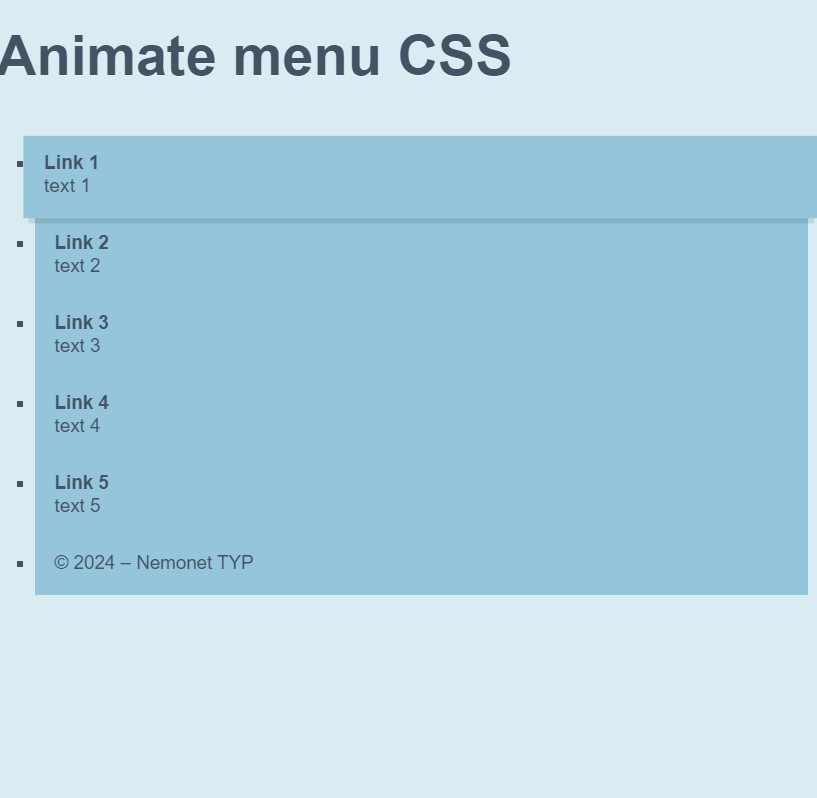 Animate menu CSS
Link 1
text 1
Link 2
text 2
Link 3
text 3
Link 4
text 4
Link 5
text 5
© 2024 – Nemonet TYP